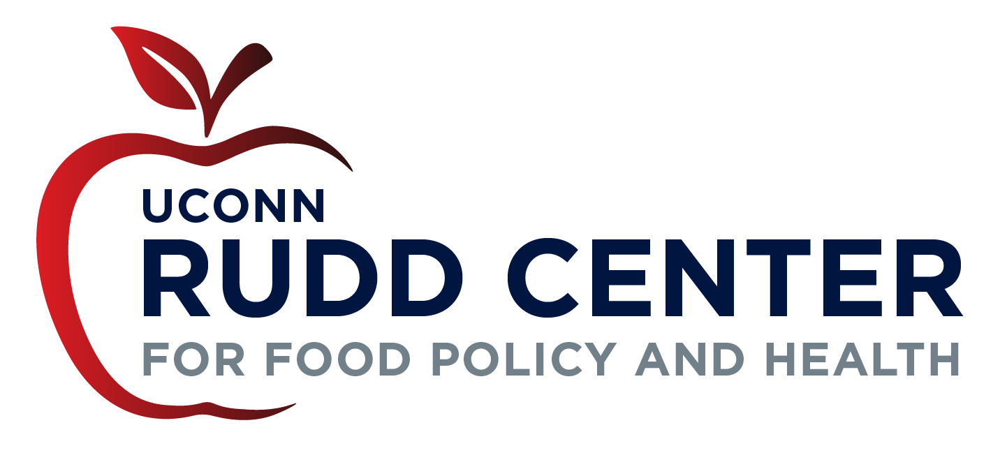 UCONN
RUDD CENTER
FOR FOOD POLICY AND HEALTH